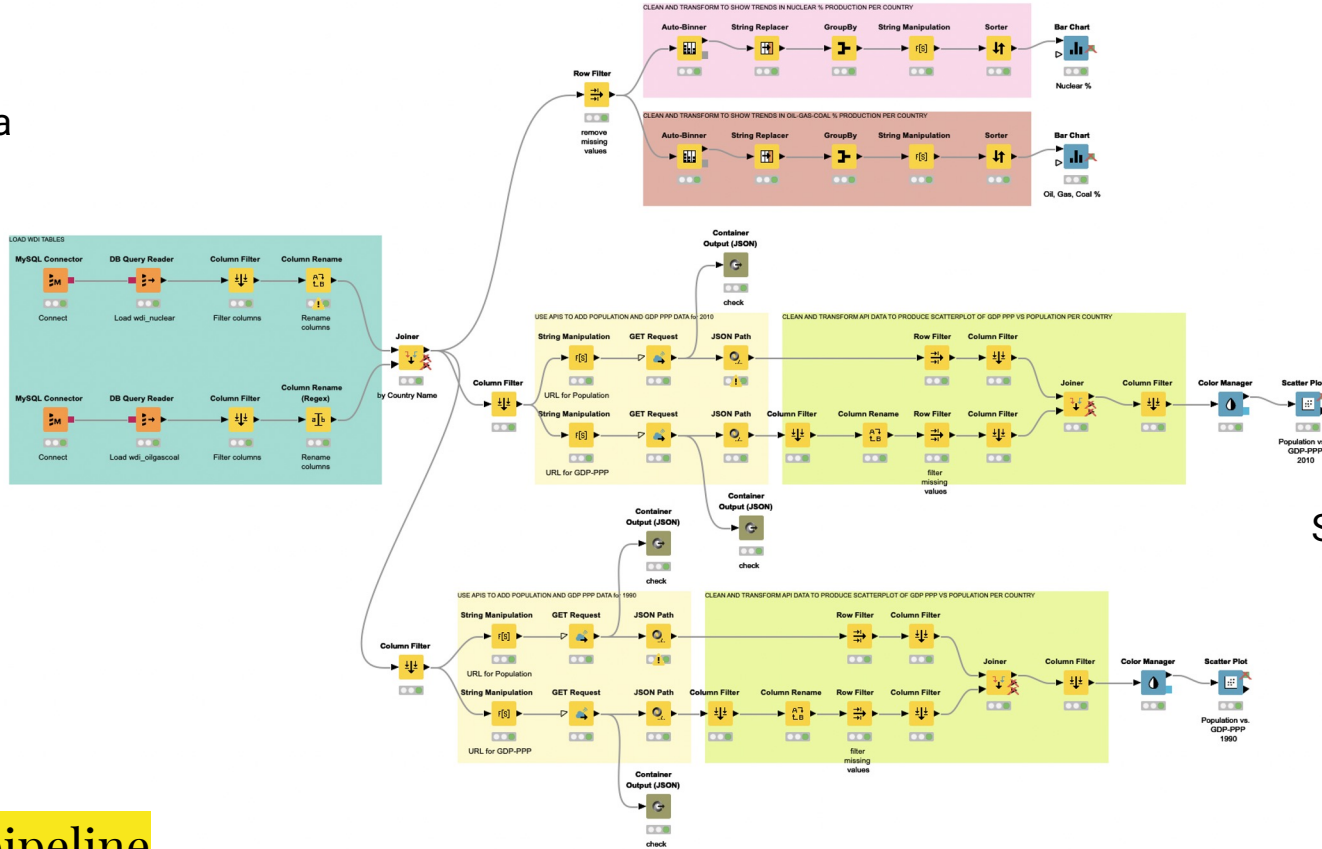 CLEAN AND TRANSFORM TO SHOW TRENDS IN NUCLEAR % PRODUCTION PER COUNTRY
Auto-Binner String Replacer GroupBy String Manipulation Sorter Bar Chart
Nuclear %
Row Filter
remove
missing
values
a
CLEAN AND TRANSFORM TO SHOW TRENDS IN OIL-GAS-COAL % PRODUCTION PER COUNTRY
Auto-Binner String Replacer GroupBy String Manipulation Sorter Bar Chart
Oil, Gas, Coal %
LOAD WDI TABLES
MySQL Connector DB Query Reader Column Filter Column Rename
Connect Load wdi_nuclear Filter columns Rename
columns
Joiner
by Country Name
MySQL Connector DB Query Reader Column Filter Column Rename
(Regex)
Connect Load wdi_oilgascoal Filter columns Rename
columns
Container
Output (JSON)
check
USE APIS TO ADD POPULATION AND GDP PPP DATA for 2010
String Manipulation GET Request JSON Path
URL for Population
Column Filter
String Manipulation GET Request JSON Path
URL for GDP-PPP
CLEAN AND TRANSFORM API DATA TO PRODUCE SCATTERPLOT OF GDP PPP VS POPULATION PER COUNTRY
Row Filter Column Filter
Column Filter Column Rename Row Filter Column Filter
filter
missing
values
Joiner Column Filter Color Manager Scatter Plot
Population vs
GDP-PPP
2010
Container
Output (JSON)
check
S
Container
Output (JSON)
check
USE APIS TO ADD POPULATION AND GDP PPP DATA for 1990
String Manipulation GET Request JSON Path
URL for Population
Column Filter
String Manipulation GET Request JSON Path
URL for GDP-PPP
CLEAN AND TRANSFORM API DATA TO PRODUCE SCATTERPLOT OF GDP PPP VS POPULATION PER COUNTRY
Row Filter Column Filter
Column Filter Column Rename Row Filter Column Filter
filter
missing
values
Joiner Column Filter Color Manager Scatter Plot
Population vs.
GDP-PPP
1990
Container
Output (JSON)
check
pipeline